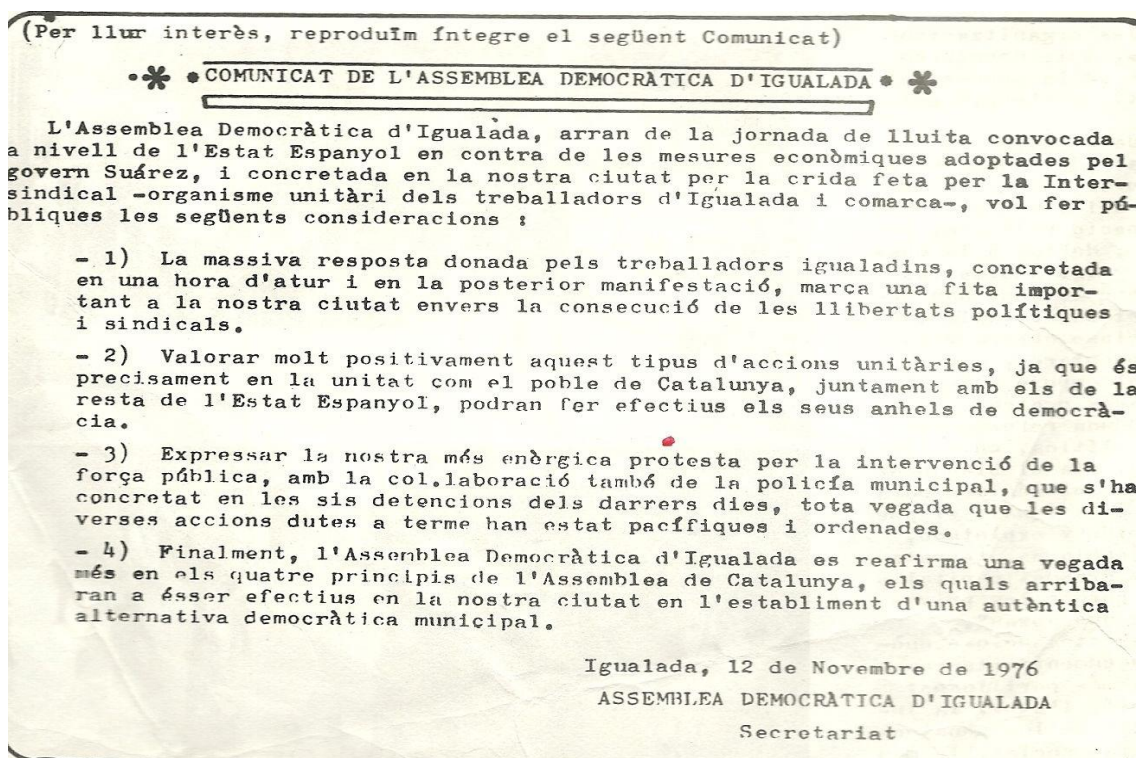 (Per llur interès, reproduïm íntegre el següent Comunicat)
COMUNICAT DE L'ASSEMBLEA DEMOCRÀTICA D'IGUALADA
L'Assemblea Democràtica d'Igualada, arran de la jornada de lluita convocada
a nivell de l'Estat Espanyol en contra de les mesures econòmiques adoptades pel
govern Suárez, i concretada en la nostra ciutat per la crida feta per la Inter-
sindical -organisme unitàri dels treballadors d'Igualada i comarca-, vol fer pú-
bliques les següents consideracions :
- 1) La massiva resposta donada pels treballadors igualadins, concretada
en una hora d'atur i en la posterior manifestació, marca una fita impor-
tant a la nostra ciutat envers la consecució de les llibertats polítiques
i sindicals.
- 2) Valorar molt positivament aquest tipus d'accions unitàries, ja que és
precisament en la unitat com el poble de Catalunya, juntament amb els de la
resta de l'Estat Espanyol, podran fer efectius els seus anhels de democrà-
cia.
- 3) Expressar la nostra més enèrgica protesta per la intervenció de la
força pública, amb la col.laboració també de la policía municipal, que s'ha
concretat en les sis detencions dels darrers dies, tota vegada que les di-
verses accions dutes a terme han estat pacífiques i ordenades.
- 4) Finalment, l'Assemblea Democràtica d'Igualada es reafirma una vegada
més en els quatre principis de l'Assemblea de Catalunya, els quals arriba-
ran a ésser efectius en la nostra ciutat en l'establiment d'una autèntica
alternativa democràtica municipal.
Igualada, 12 de Novembre de 1976
ASSEMBLEA DEMOCRÀTICA D'IGUALADA
Secretariat